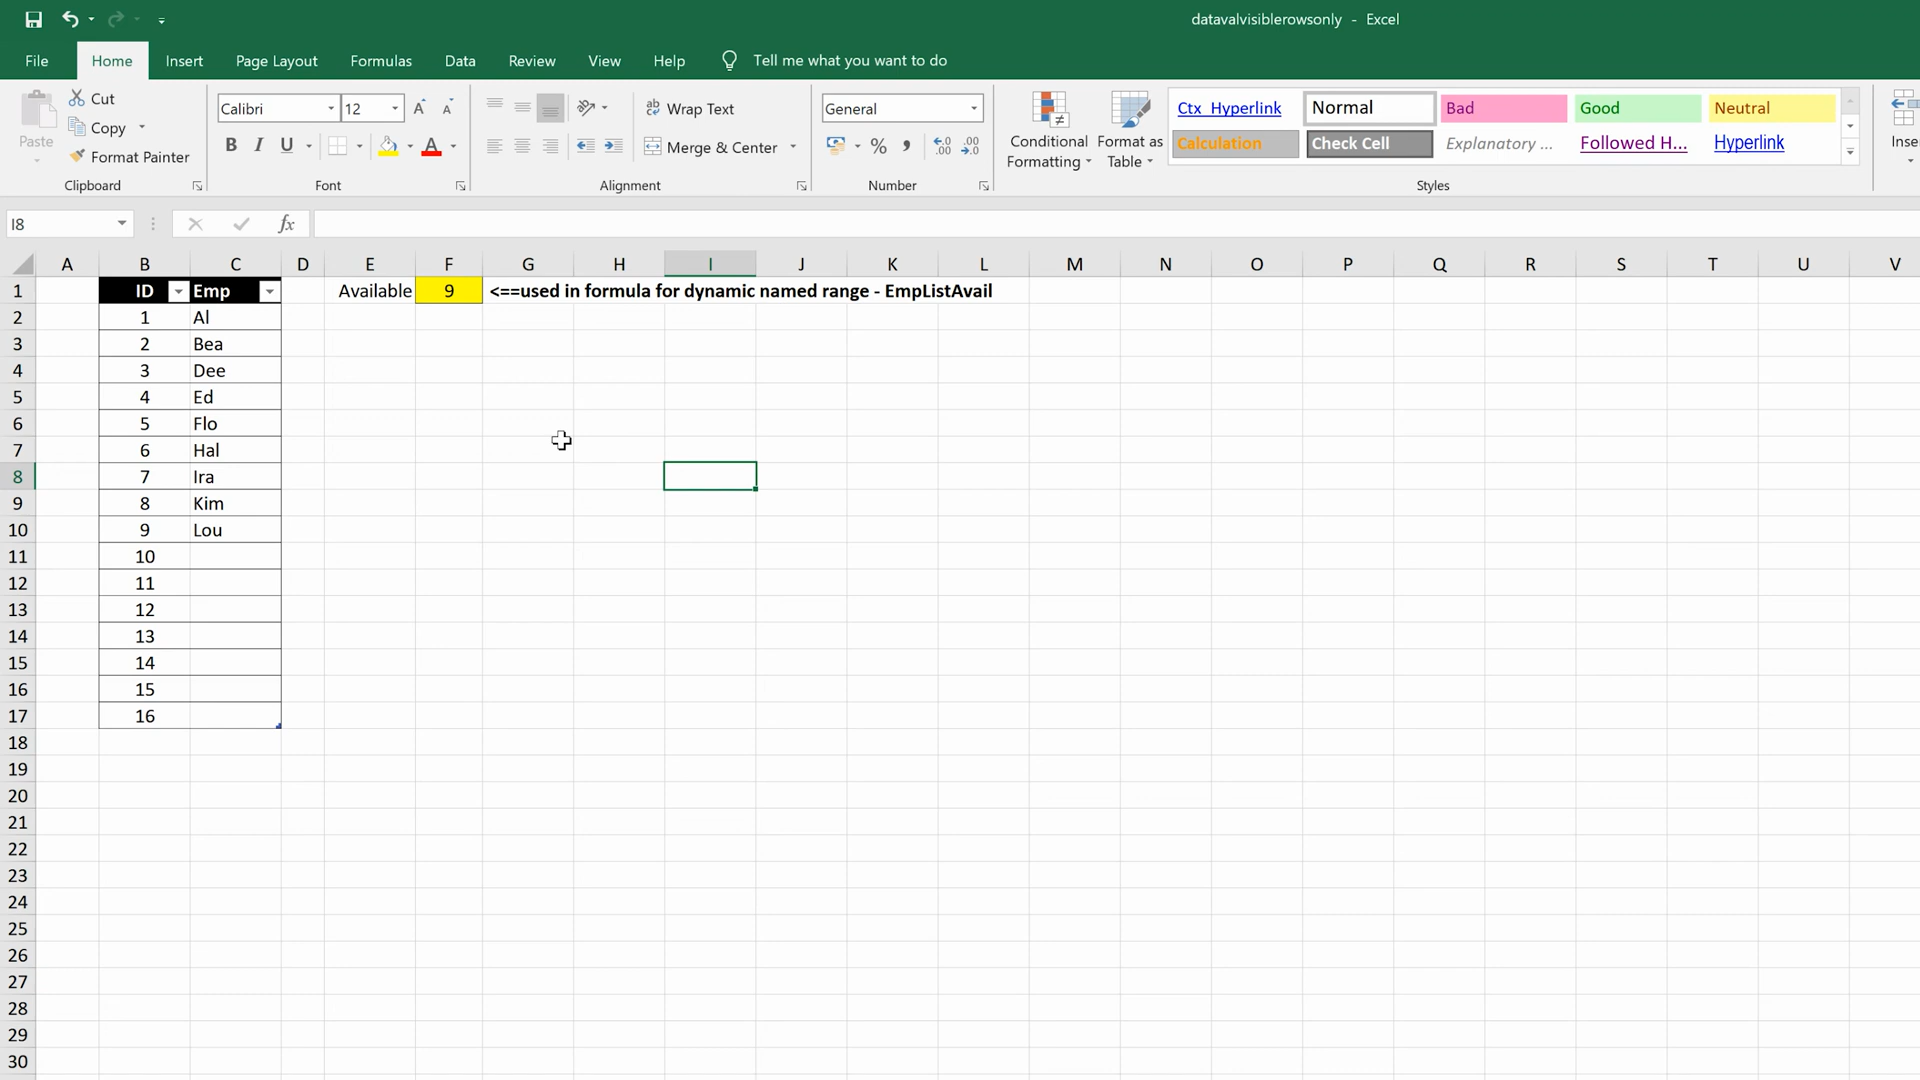 datavalvisiblerowsonly - Excel
File Home Insert Page Layout Formulas Data Review View Help Tell me what you want to do
Cut
Copy
Format Painter
Paste
Clipboard
Calibri 12 A A
B I U A
Font
Wrap Text
Merge & Center
Alignment
General
% , .0 .00 .00 .0
Number
Conditional Formatting
Format as Table
Ctx_Hyperlink Normal Bad Good Neutral
Calculation Check Cell Explanatory ... Followed H... Hyperlink
Styles
I8 fx
A B C D E F G H I J K L M N O P Q R S T U V
1 ID Emp Available 9 <==used in formula for dynamic named range - EmpListAvail
2 1 Al
3 2 Bea
4 3 Dee
5 4 Ed
6 5 Flo
7 6 Hal
8 7 Ira
9 8 Kim
10 9 Lou
11 10
12 11
13 12
14 13
15 14
16 15
17 16
18
19
20
21
22
23
24
25
26
27
28
29
30